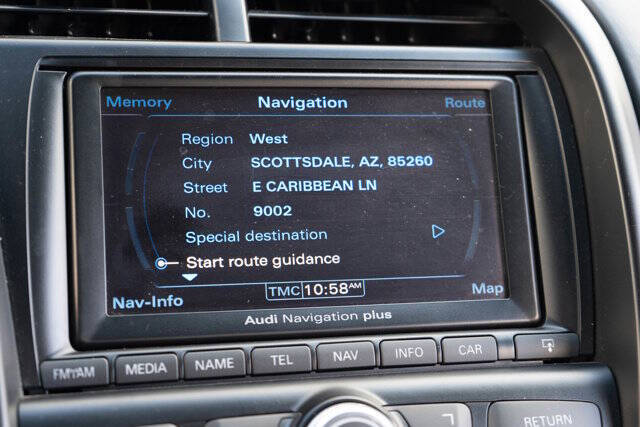 Memory Navigation Route
Region West
City SCOTTSDALE, AZ, 85260
Street E CARIBBEAN LN
No. 9002
Special destination
Start route guidance
Nav-Info TMC 10:58AM Map
Audi Navigation plus
FM/AM MEDIA NAME TEL NAV INFO CAR
RETURN